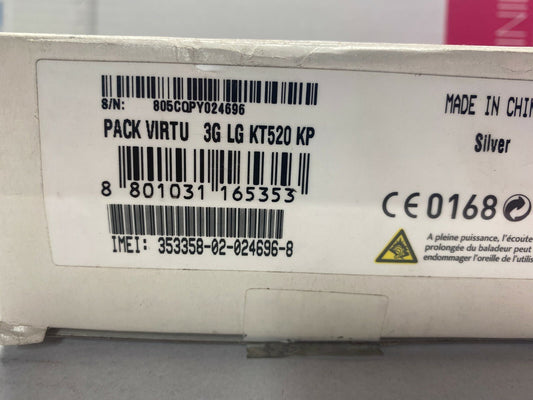 S/N: 805CQPY024696
PACK VIRTU 3G LG KT520 KP
8 801031 165353
IMEI: 353358-02-024696-8
MADE IN CHIN
Silver
CE0168
A pleine puissance, l'écoute
prolongée du baladeur peut
endommager l'oreille de l'utilis